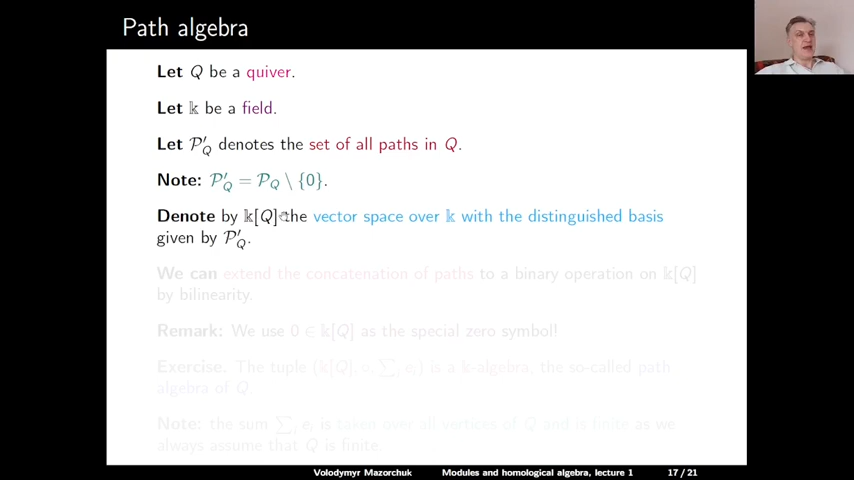 Path algebra
Let Q be a quiver.
Let 𝕜 be a field.
Let 𝒫′_Q denotes the set of all paths in Q.
Note: 𝒫′_Q = 𝒫_Q \ {0}.
Denote by 𝕜[Q] the vector space over 𝕜 with the distinguished basis
given by 𝒫′_Q.
We can extend the concatenation of paths to a binary operation on 𝕜[Q]
by bilinearity.
Remark: We use 0 ∈ 𝕜[Q] as the special zero symbol!
Exercise. The tuple (𝕜[Q], ∘, ∑_i e_i) is a 𝕜-algebra, the so-called path
algebra of Q.
Note: the sum ∑_i e_i is taken over all vertices of Q and is finite as we
always assume that Q is finite.
Volodymyr Mazorchuk Modules and homological algebra, lecture 1 17 / 21